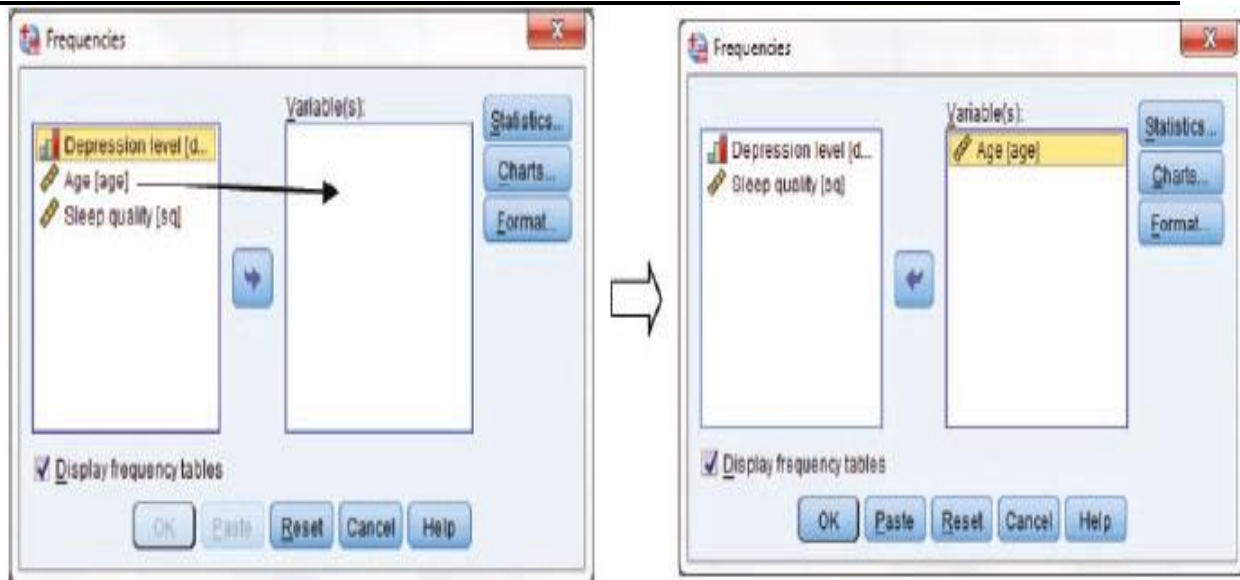 Frequencies
Variable(s):
Depression level [d...
Age [age]
Sleep quality [sq]
Statistics...
Charts...
Format...
Display frequency tables
OK Paste Reset Cancel Help
Frequencies
Variable(s):
Depression level [d...
Sleep quality [sq]
Age [age]
Statistics...
Charts...
Format...
Display frequency tables
OK Paste Reset Cancel Help